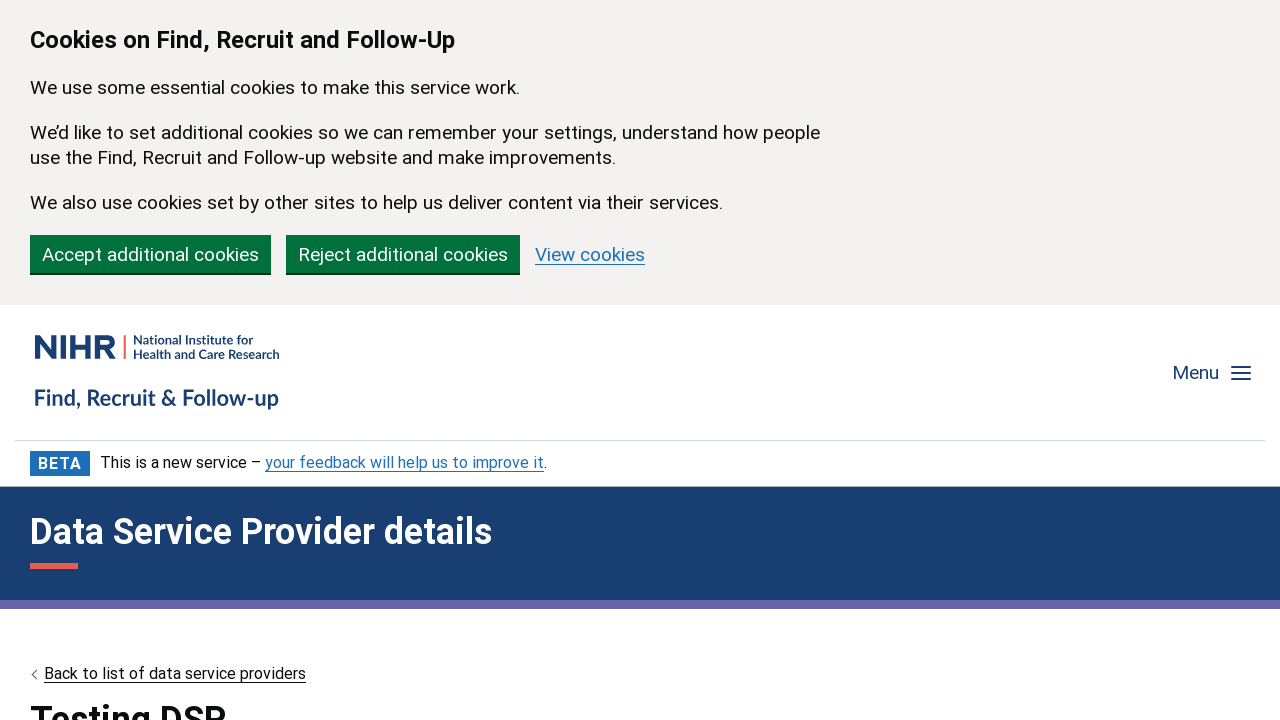 Cookies on Find, Recruit and Follow-Up
We use some essential cookies to make this service work.
We’d like to set additional cookies so we can remember your settings, understand how people
use the Find, Recruit and Follow-up website and make improvements.
We also use cookies set by other sites to help us deliver content via their services.
Accept additional cookies Reject additional cookies View cookies
NIHR National Institute for
Health and Care Research
Find, Recruit & Follow-up
Menu
BETA This is a new service – your feedback will help us to improve it.
Data Service Provider details
Back to list of data service providers
Testing DSP